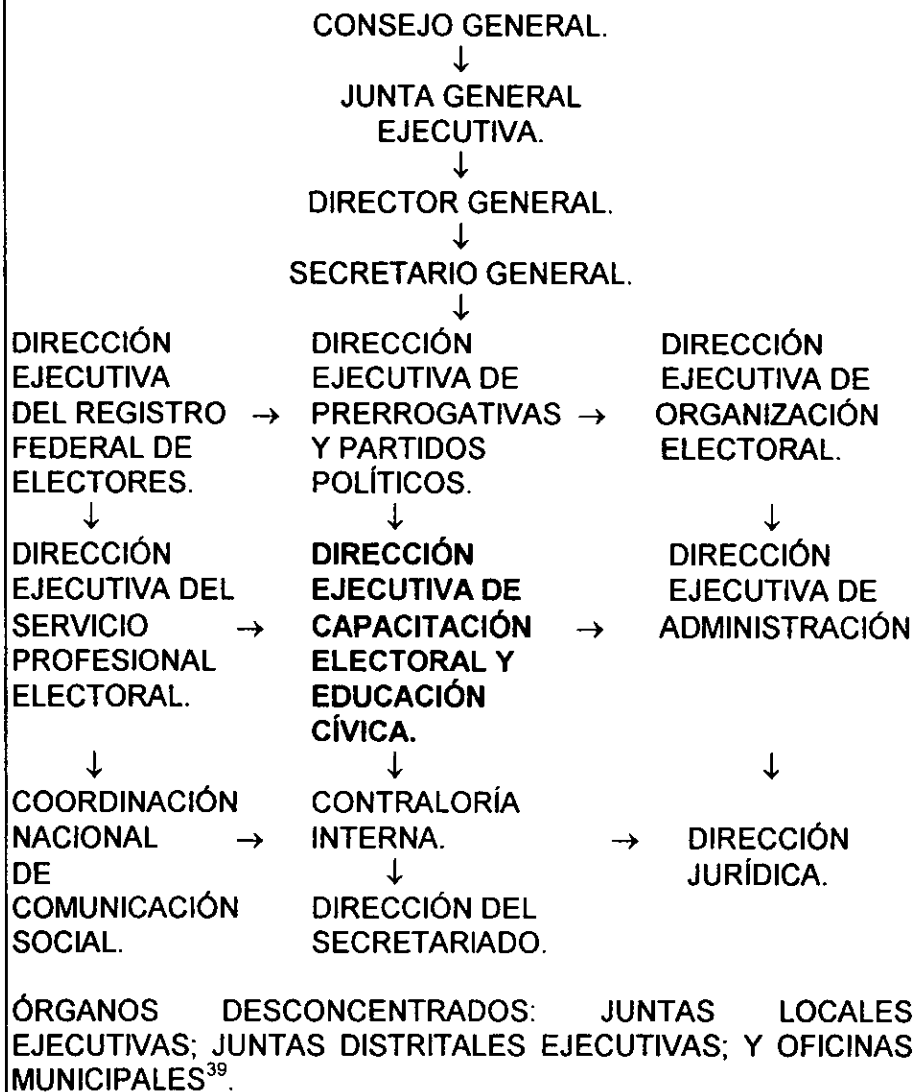 CONSEJO GENERAL.
↓
JUNTA GENERAL
EJECUTIVA.
↓
DIRECTOR GENERAL.
↓
SECRETARIO GENERAL.
↓
DIRECCIÓN
EJECUTIVA
DEL REGISTRO →
FEDERAL DE
ELECTORES.
DIRECCIÓN
EJECUTIVA DE
PRERROGATIVAS →
Y PARTIDOS
POLÍTICOS.
DIRECCIÓN
EJECUTIVA DE
ORGANIZACIÓN
ELECTORAL.
↓ ↓ ↓
DIRECCIÓN
EJECUTIVA DEL
SERVICIO →
PROFESIONAL
ELECTORAL.
DIRECCIÓN
EJECUTIVA DE
CAPACITACIÓN →
ELECTORAL Y
EDUCACIÓN
CÍVICA.
DIRECCIÓN
EJECUTIVA DE
ADMINISTRACIÓN
↓ ↓ ↓
COORDINACIÓN
NACIONAL →
DE
COMUNICACIÓN
SOCIAL.
CONTRALORÍA
INTERNA. →
↓
DIRECCIÓN DEL
SECRETARIADO.
DIRECCIÓN
JURÍDICA.
ÓRGANOS DESCONCENTRADOS: JUNTAS LOCALES
EJECUTIVAS; JUNTAS DISTRITALES EJECUTIVAS; Y OFICINAS
MUNICIPALES³⁹.